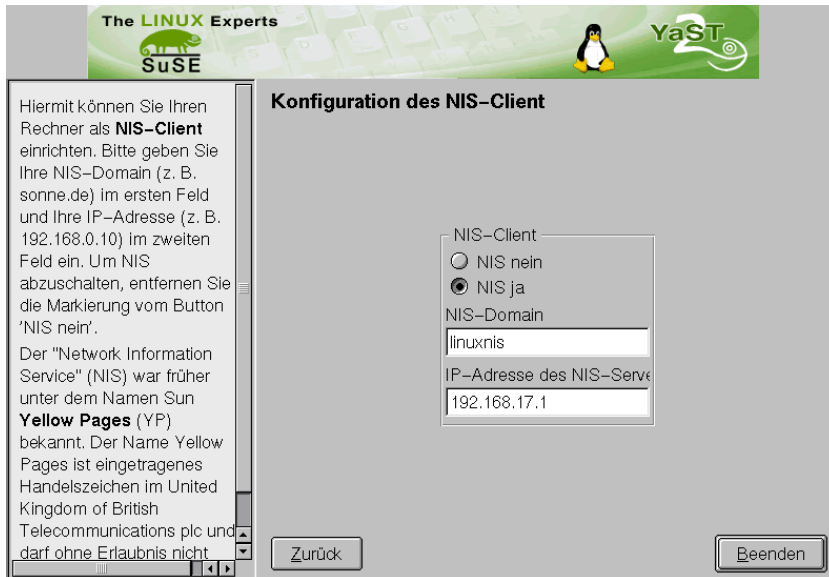 The LINUX Experts
SuSE
YaST
2
Hiermit können Sie Ihren
Rechner als NIS–Client
einrichten. Bitte geben Sie
Ihre NIS–Domain (z. B.
sonne.de) im ersten Feld
und Ihre IP–Adresse (z. B.
192.168.0.10) im zweiten
Feld ein. Um NIS
abzuschalten, entfernen Sie
die Markierung vom Button
'NIS nein'.
Der "Network Information
Service" (NIS) war früher
unter dem Namen Sun
Yellow Pages (YP)
bekannt. Der Name Yellow
Pages ist eingetragenes
Handelszeichen im United
Kingdom of British
Telecommunications plc und
darf ohne Erlaubnis nicht
Konfiguration des NIS–Client
NIS–Client
NIS nein
NIS ja
NIS–Domain
linuxnis
IP–Adresse des NIS–Serve
192.168.17.1
Zurück
Beenden